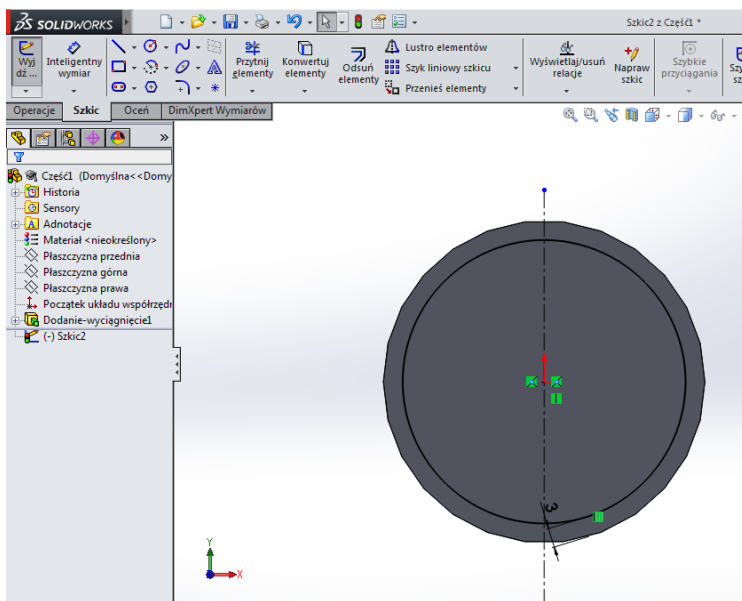 SOLIDWORKS
Szkic2 z Część1 *
Wyj
dź ...
Inteligentny
wymiar
Przytnij
elementy
Konwertuj
elementy
Odsuń
elementy
Lustro elementów
Szyk liniowy szkicu
Przenieś elementy
Wyświetlaj/usuń
relacje
Napraw
szkic
Szybkie
przyciągania
Operacje Szkic Oceń DimXpert Wymiarów
Część1 (Domyślna<<Domy
Historia
Sensory
Adnotacje
Materiał <nieokreślony>
Płaszczyzna przednia
Płaszczyzna górna
Płaszczyzna prawa
Początek układu współrzędr
Dodanie-wyciągnięcie1
(-) Szkic2
3
Y
X